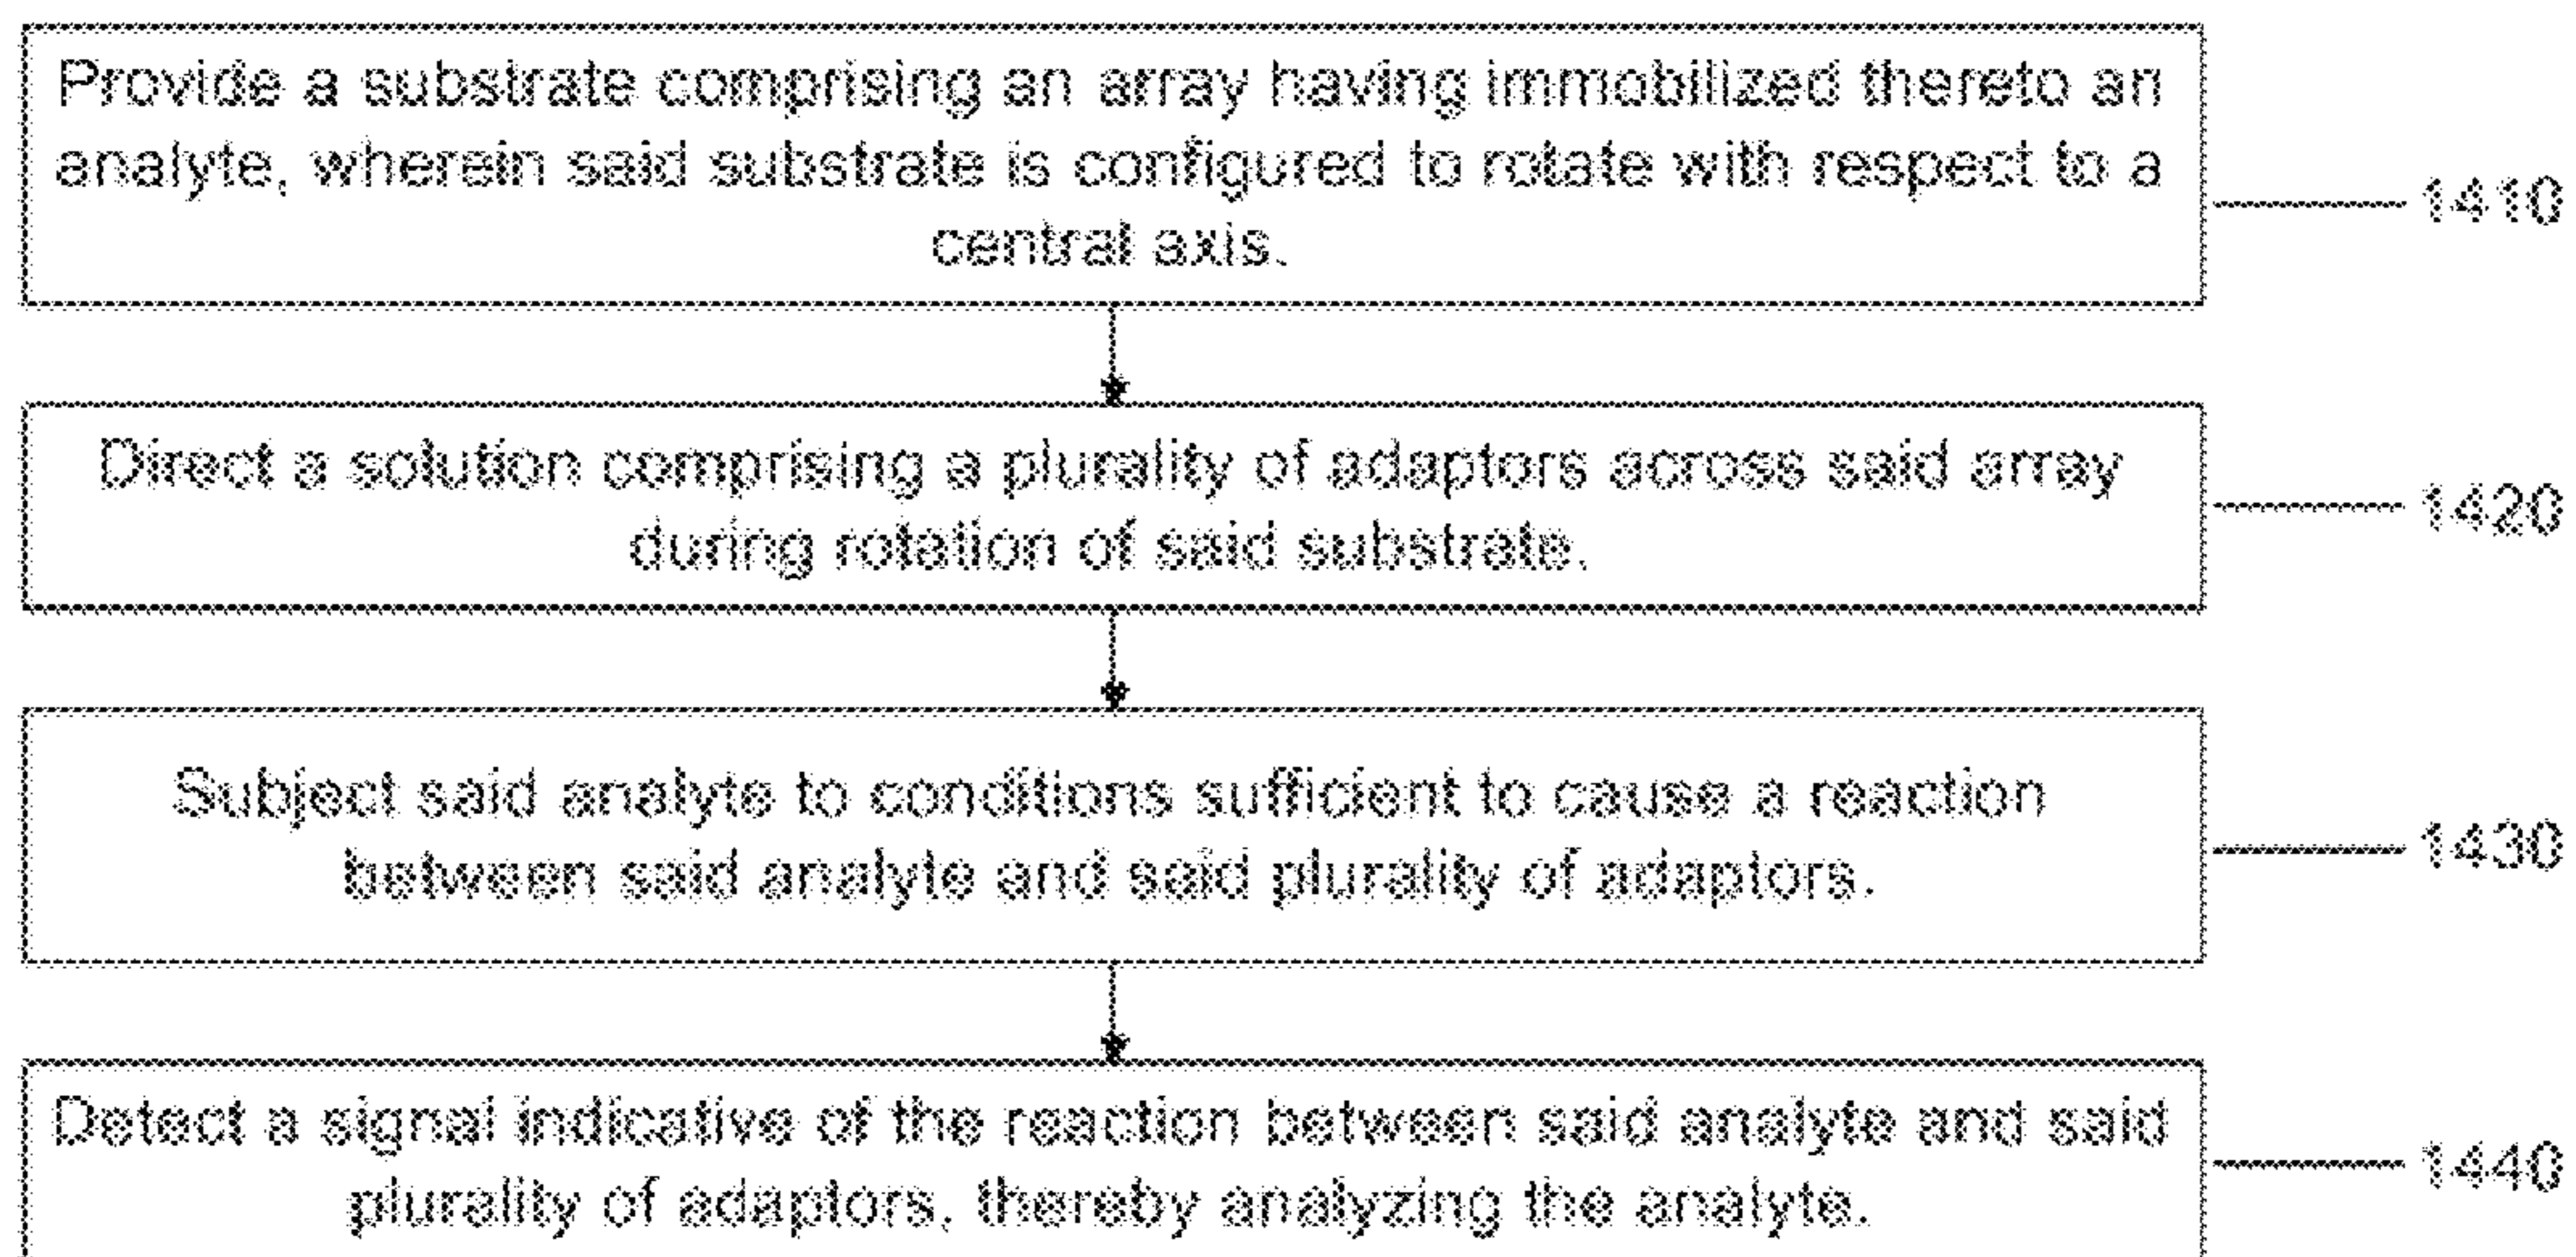 Provide a substrate comprising an array having immobilized thereto an
analyte, wherein said substrate is configured to rotate with respect to a
central axis.
1410
Direct a solution comprising a plurality of adaptors across said array
during rotation of said substrate.
1420
Subject said analyte to conditions sufficient to cause a reaction
between said analyte and said plurality of adaptors.
1430
Detect a signal indicative of the reaction between said analyte and said
plurality of adaptors, thereby analyzing the analyte.
1440